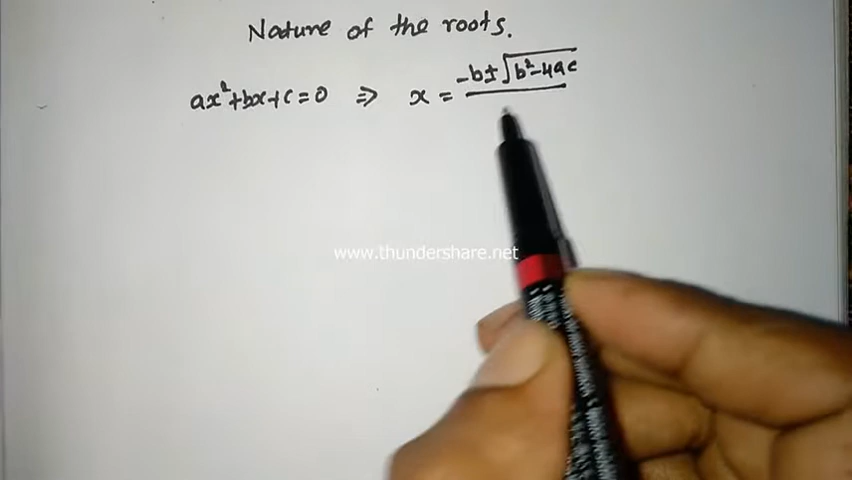 Nature of the roots.
ax²+bx+c=0 ⇒ x = -b±√b²-4ac
www.thundershare.net